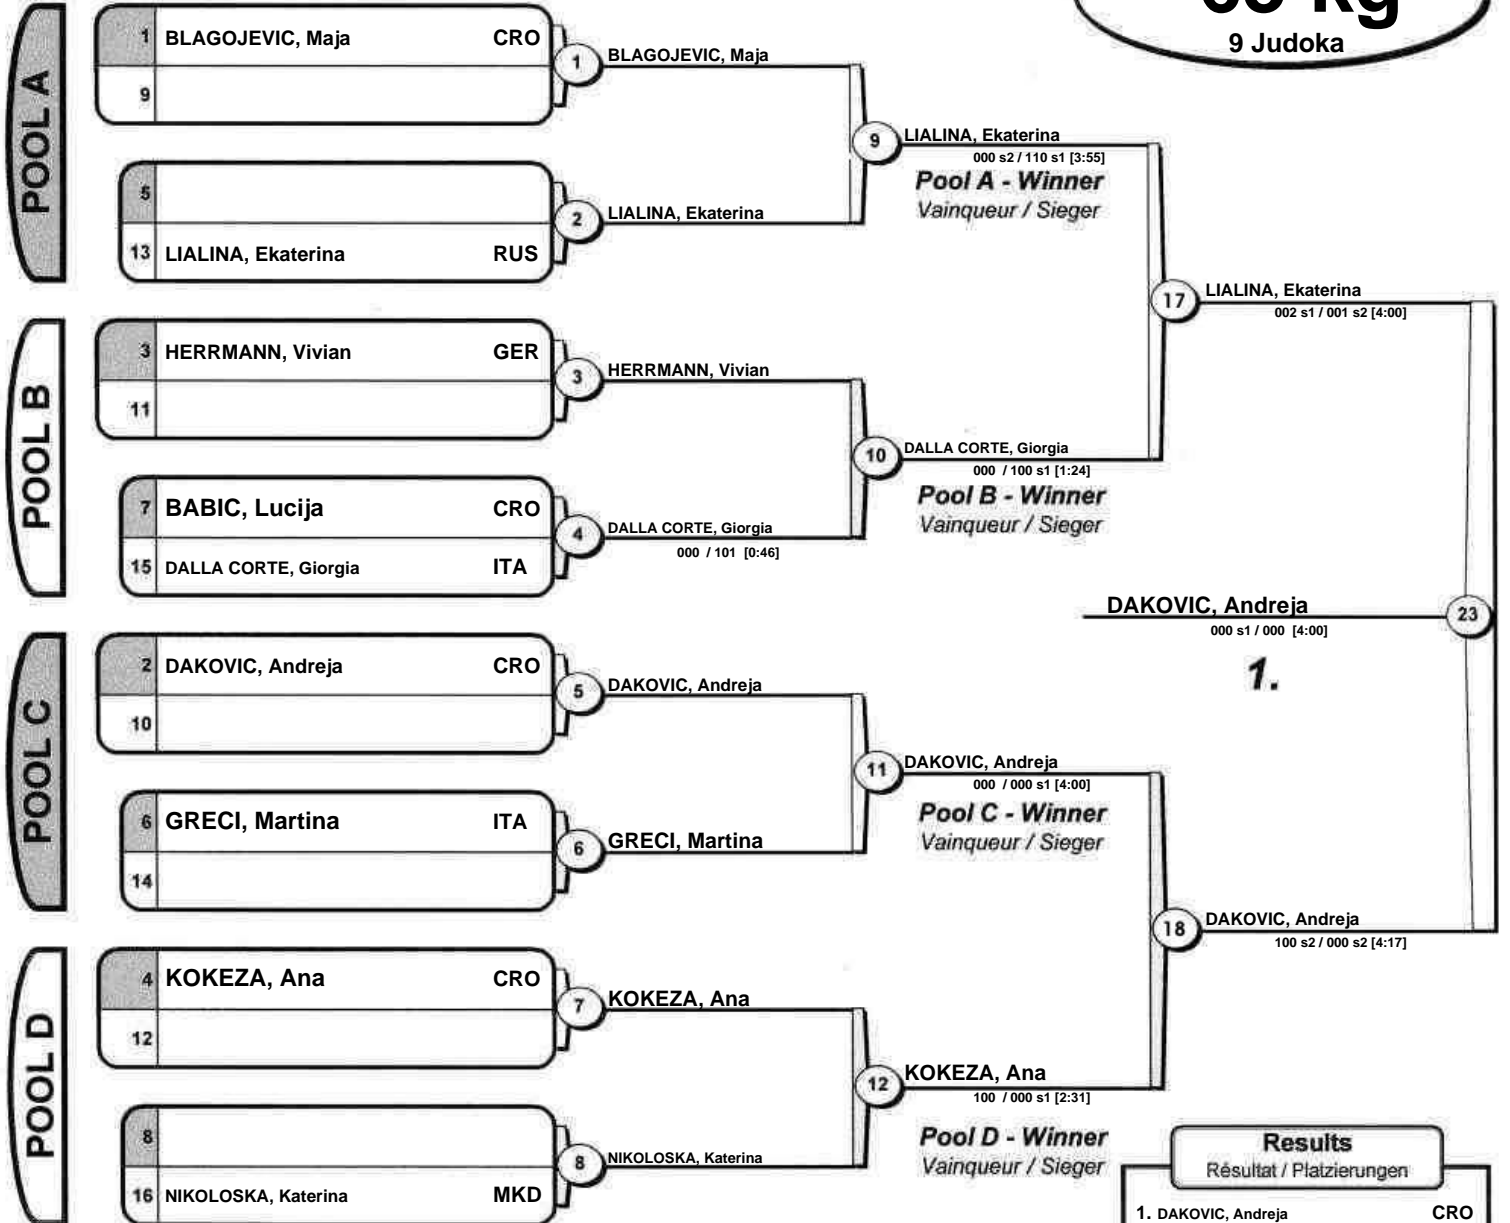 kg
9 Judoka
POOL A
1 BLAGOJEVIC, Maja CRO
9
5
13 LIALINA, Ekaterina RUS
1 BLAGOJEVIC, Maja
2 LIALINA, Ekaterina
9 LIALINA, Ekaterina
000 s2 / 110 s1 [3:55]
Pool A - Winner
Vainqueur / Sieger
POOL B
3 HERRMANN, Vivian GER
11
7 BABIC, Lucija CRO
15 DALLA CORTE, Giorgia ITA
3 HERRMANN, Vivian
4 DALLA CORTE, Giorgia
000 / 101 [0:46]
10 DALLA CORTE, Giorgia
000 / 100 s1 [1:24]
Pool B - Winner
Vainqueur / Sieger
17 LIALINA, Ekaterina
002 s1 / 001 s2 [4:00]
DAKOVIC, Andreja 23
000 s1 / 000 [4:00]
1.
POOL C
2 DAKOVIC, Andreja CRO
10
6 GRECI, Martina ITA
14
5 DAKOVIC, Andreja
6 GRECI, Martina
11 DAKOVIC, Andreja
000 / 000 s1 [4:00]
Pool C - Winner
Vainqueur / Sieger
POOL D
4 KOKEZA, Ana CRO
12
8
16 NIKOLOSKA, Katerina MKD
7 KOKEZA, Ana
8 NIKOLOSKA, Katerina
12 KOKEZA, Ana
100 / 000 s1 [2:31]
Pool D - Winner
Vainqueur / Sieger
18 DAKOVIC, Andreja
100 s2 / 000 s2 [4:17]
Results
Résultat / Platzierungen
1. DAKOVIC, Andreja CRO